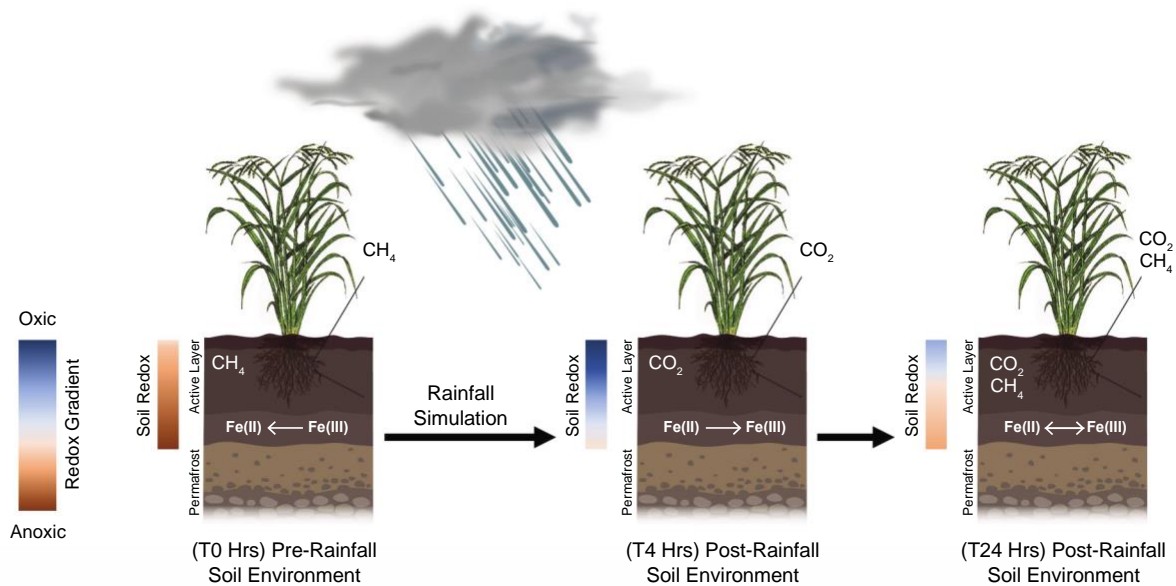 CH₄
CO₂
CO₂
CH₄
Oxic
Redox Gradient
Anoxic
Soil Redox
Active Layer
Permafrost
CH₄
Fe(II) ← Fe(III)
(T0 Hrs) Pre-Rainfall
Soil Environment
Rainfall
Simulation
Soil Redox
Active Layer
Permafrost
CO₂
Fe(II) → Fe(III)
(T4 Hrs) Post-Rainfall
Soil Environment
Soil Redox
Active Layer
Permafrost
CO₂
CH₄
Fe(II) ↔ Fe(III)
(T24 Hrs) Post-Rainfall
Soil Environment